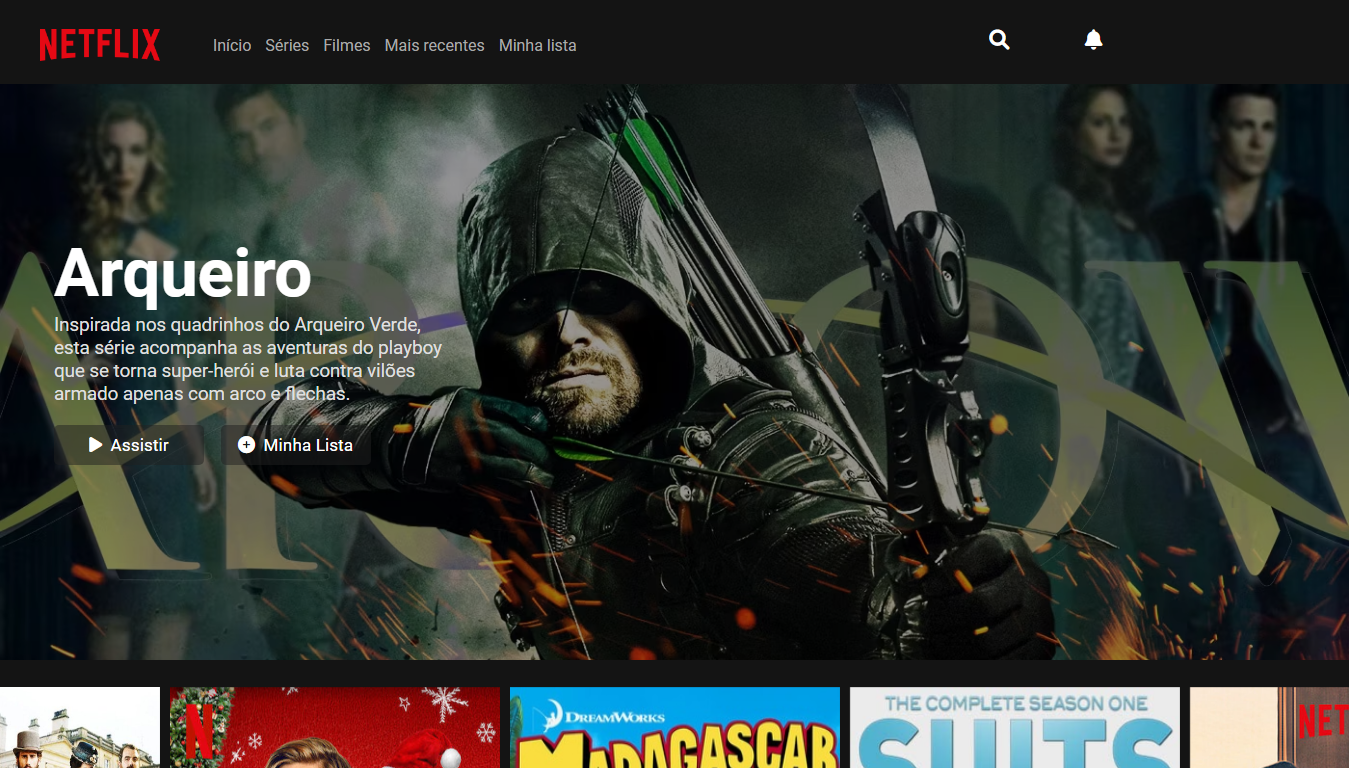 NETFLIX
Início Séries Filmes Mais recentes Minha lista
ARROW
Arqueiro
Inspirada nos quadrinhos do Arqueiro Verde,
esta série acompanha as aventuras do playboy
que se torna super-herói e luta contra vilões
armado apenas com arco e flechas.
Assistir Minha Lista
N
DREAMWORKS
MADAGASCAR
THE COMPLETE SEASON ONE
SUITS
NET